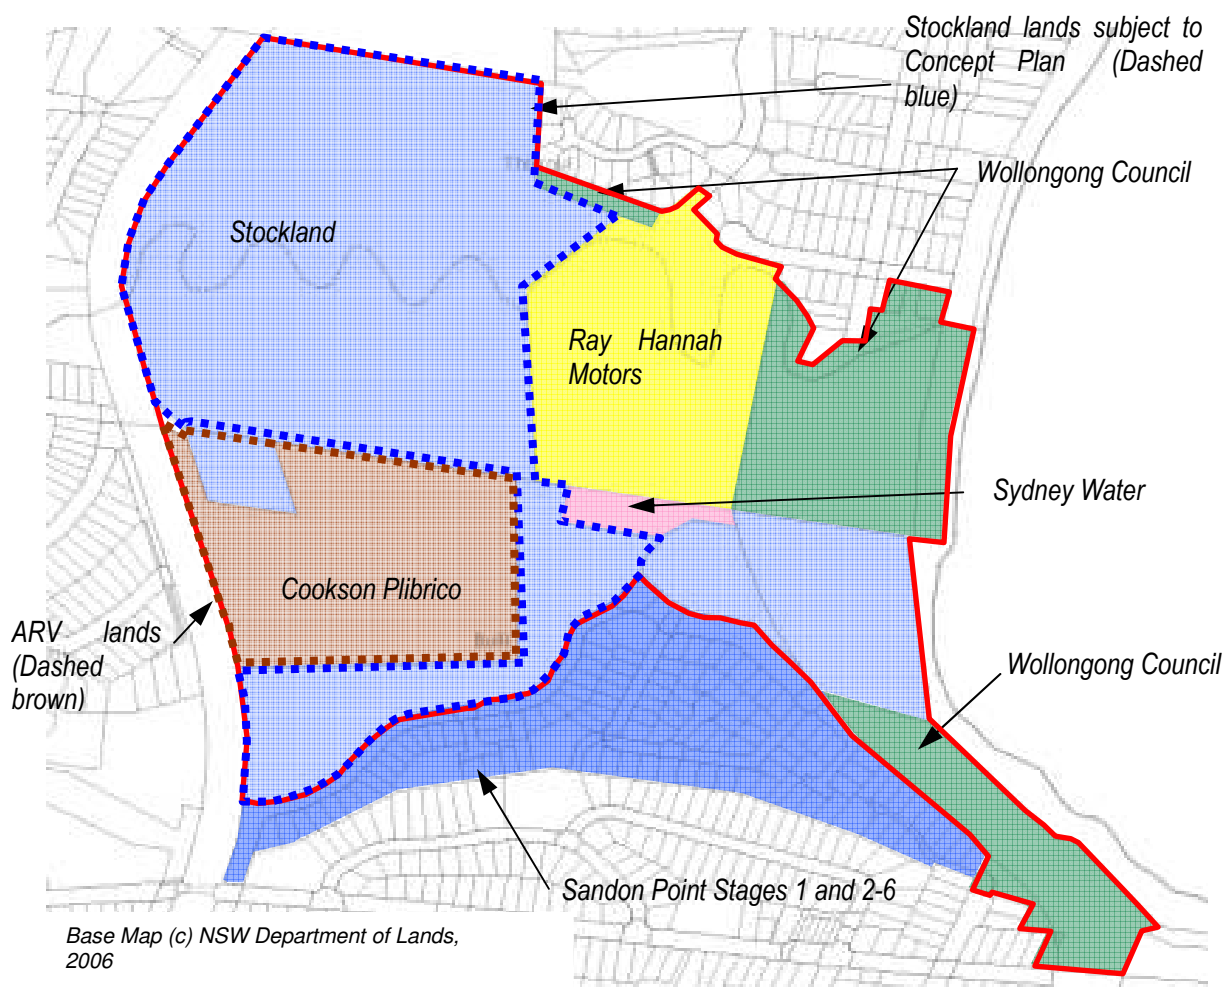 Stockland lands subject to
Concept Plan (Dashed
blue)
Wollongong Council
Stockland
Ray Hannah
Motors
Sydney Water
Cookson Plibrico
ARV lands
(Dashed
brown)
Wollongong Council
Sandon Point Stages 1 and 2-6
Base Map (c) NSW Department of Lands,
2006